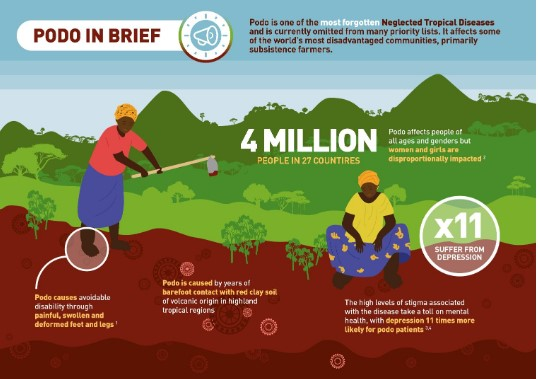 PODO IN BRIEF
Podo is one of the most forgotten Neglected Tropical Diseases
and is currently omitted from many priority lists. It affects some
of the world's most disadvantaged communities, primarily
subsistence farmers.
4 MILLION
PEOPLE IN 27 COUNTIRES
Podo affects people of
all ages and genders but
women and girls are
disproportionally impacted ²
x11
SUFFER FROM
DEPRESSION
Podo causes avoidable
disability through
painful, swollen and
deformed feet and legs ¹
Podo is caused by years of
barefoot contact with red clay soil
of volcanic origin in highland
tropical regions
The high levels of stigma associated
with the disease take a toll on mental
health, with depression 11 times more
likely for podo patients ³,⁴